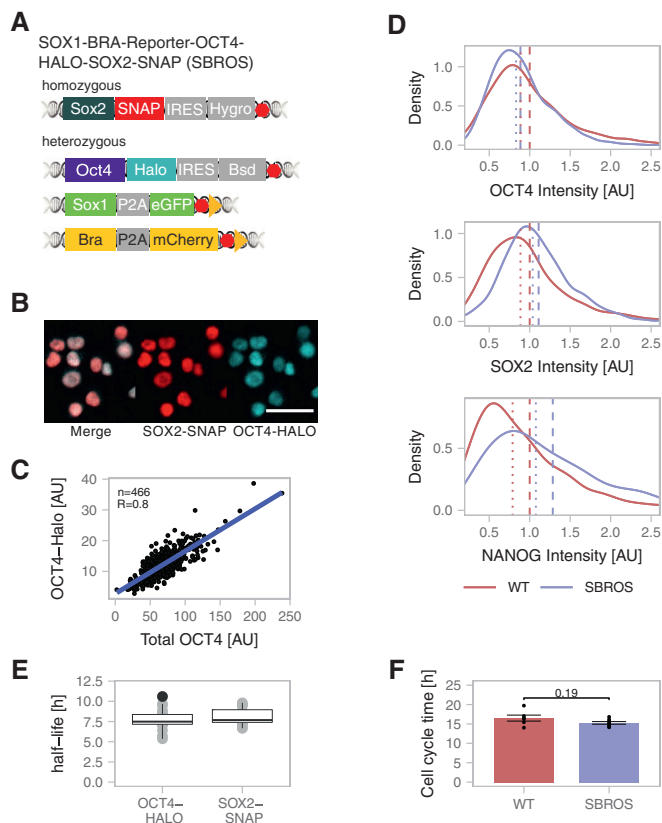 A
SOX1-BRA-Reporter-OCT4-
HALO-SOX2-SNAP (SBROS)
homozygous
Sox2 SNAP IRES Hygro
heterozygous
Oct4 Halo IRES Bsd
Sox1 P2A eGFP
Bra P2A mCherry
B
Merge SOX2-SNAP OCT4-HALO
C
OCT4–Halo [AU]
40
30
20
10
n=466
R=0.8
0 50 100 150 200 250
Total OCT4 [AU]
D
Density
1.0
0.5
0.0
0.5 1.0 1.5 2.0 2.5
OCT4 Intensity [AU]
Density
1.0
0.5
0.0
0.5 1.0 1.5 2.0 2.5
SOX2 Intensity [AU]
Density
0.5
0.0
0.5 1.0 1.5 2.0 2.5
NANOG Intensity [AU]
WT SBROS
E
half–life [h]
12.5
10.0
7.5
5.0
2.5
0.0
OCT4– SOX2–
HALO SNAP
F
Cell cycle time [h]
25
20
15
10
5
0
0.19
WT SBROS